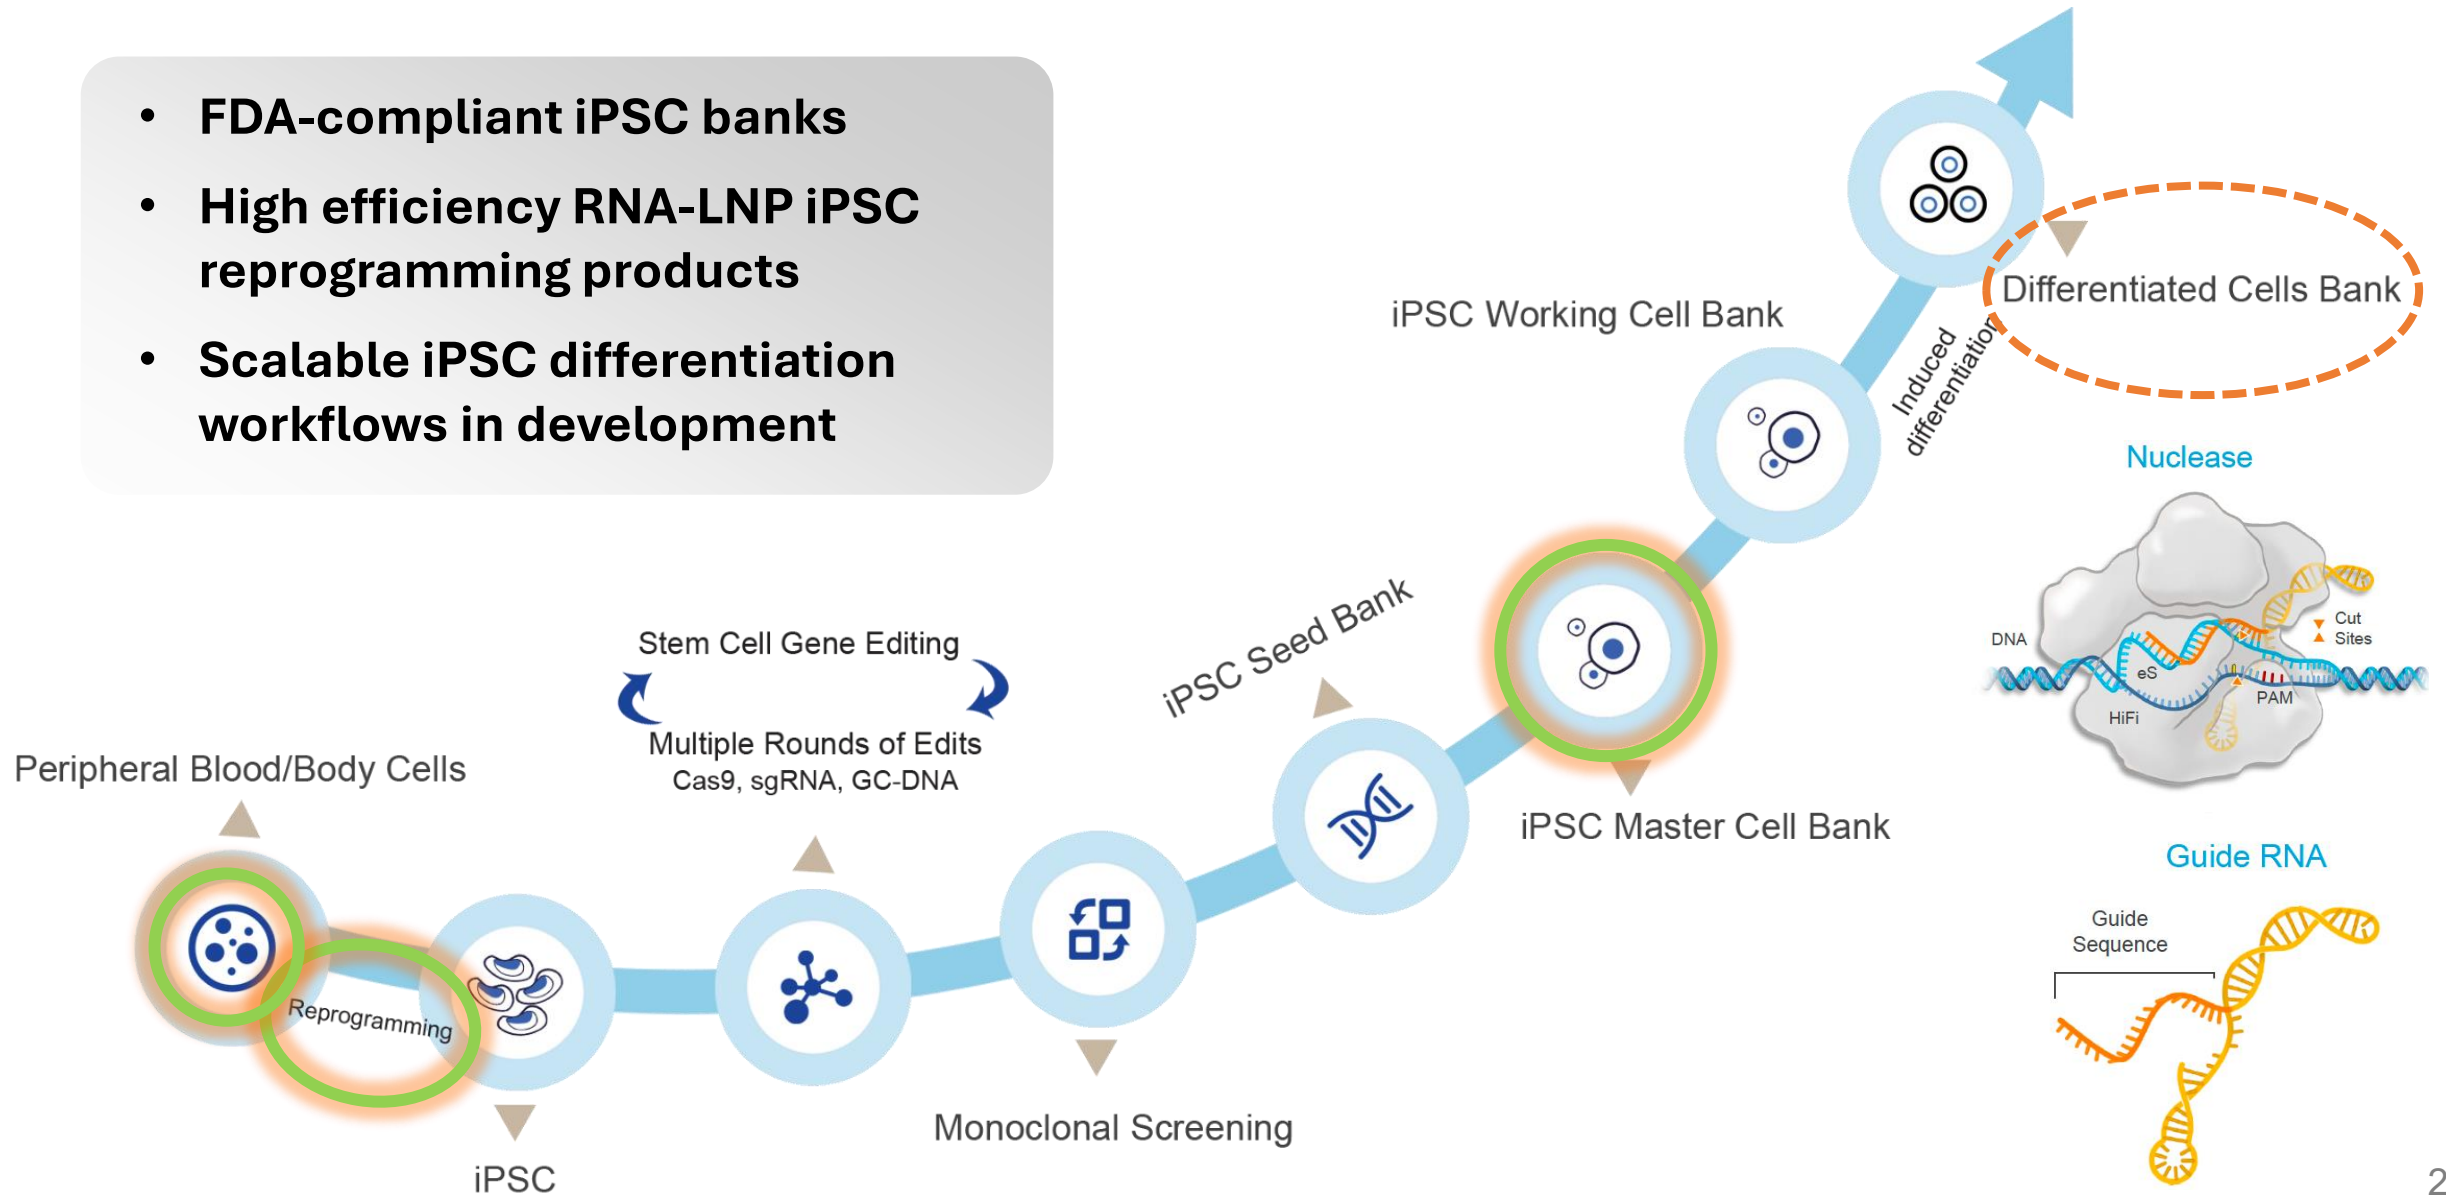 • FDA-compliant iPSC banks
• High efficiency RNA-LNP iPSC
reprogramming products
• Scalable iPSC differentiation
workflows in development
Peripheral Blood/Body Cells
Reprogramming
iPSC
Stem Cell Gene Editing
Multiple Rounds of Edits
Cas9, sgRNA, GC-DNA
Monoclonal Screening
iPSC Seed Bank
iPSC Master Cell Bank
iPSC Working Cell Bank
Induced
differentiation
Differentiated Cells Bank
Nuclease
DNA
Cut
Sites
eS
PAM
HiFi
Guide RNA
Guide
Sequence
2